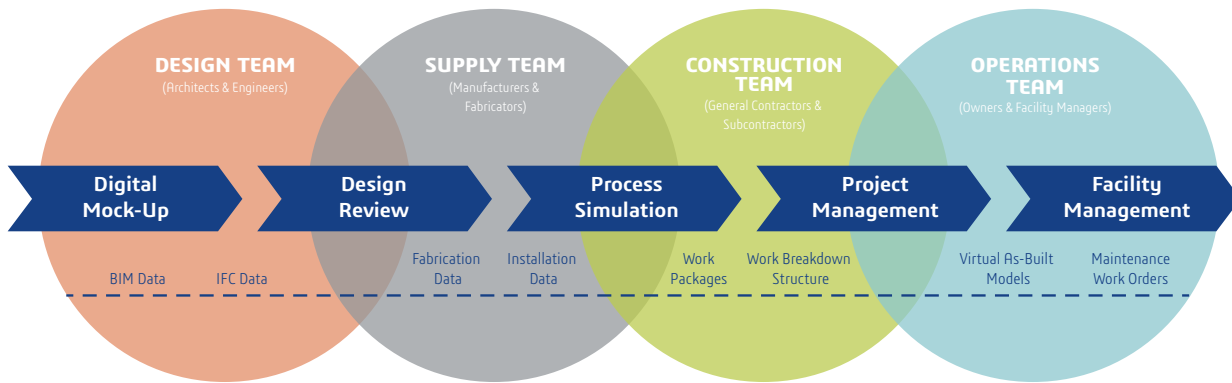 DESIGN TEAM
(Architects & Engineers)
SUPPLY TEAM
(Manufacturers &
Fabricators)
CONSTRUCTION
TEAM
(General Contractors &
Subcontractors)
OPERATIONS
TEAM
(Owners & Facility Managers)
Digital
Mock-Up
Design
Review
Process
Simulation
Project
Management
Facility
Management
BIM Data
IFC Data
Fabrication
Data
Installation
Data
Work
Packages
Work Breakdown
Structure
Virtual As-Built
Models
Maintenance
Work Orders